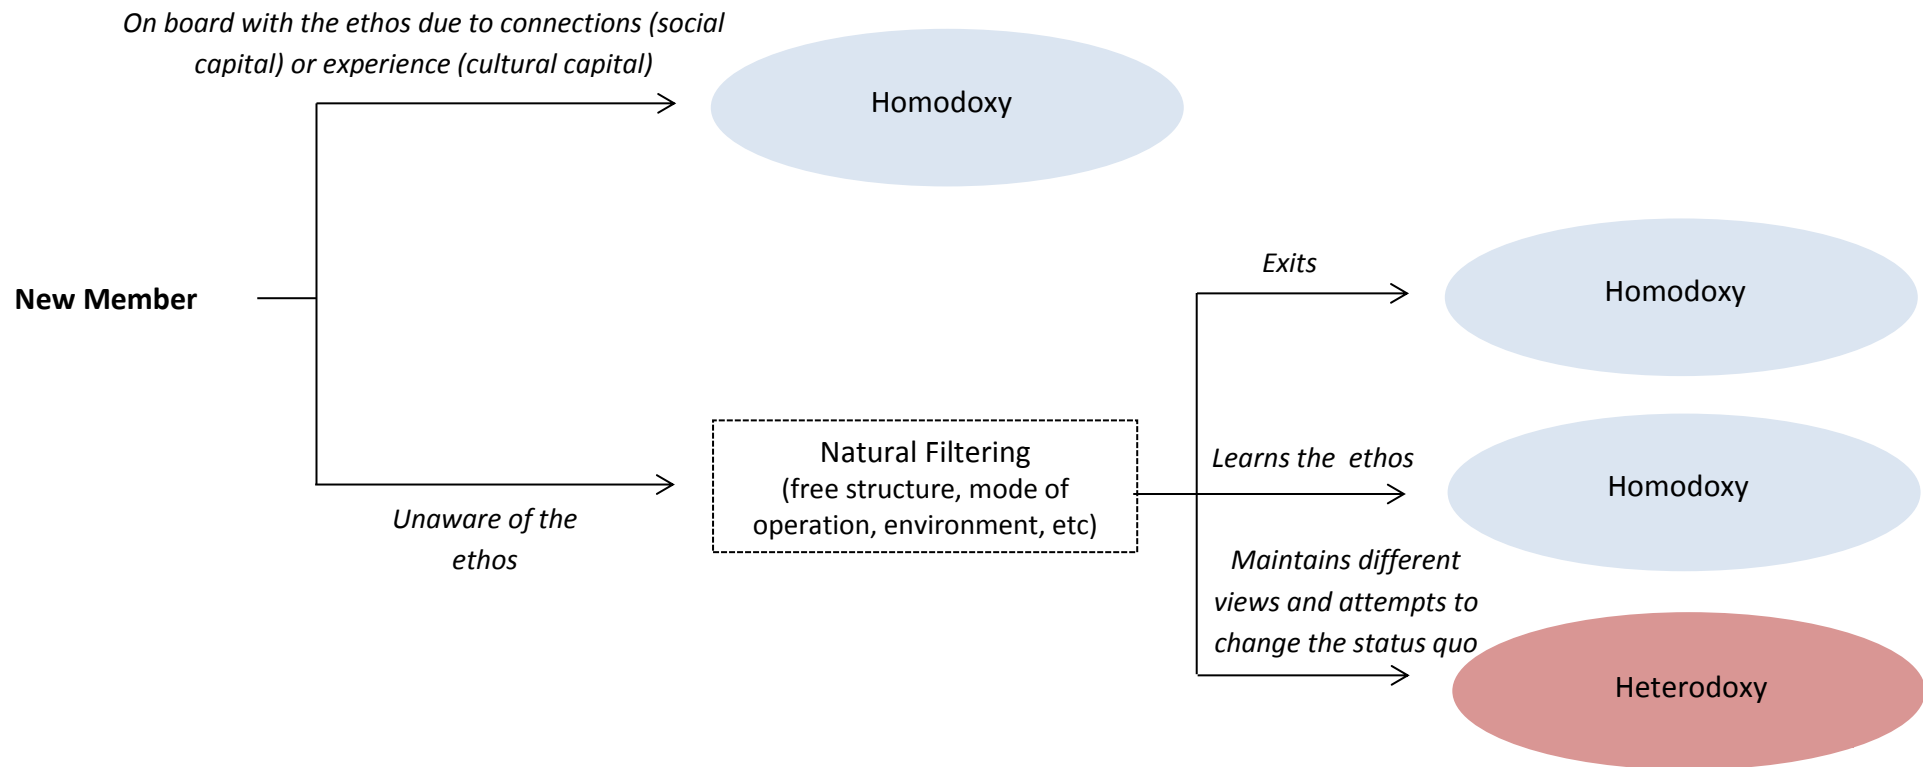 On board with the ethos due to connections (social
capital) or experience (cultural capital)
Homodoxy
New Member
Exits
Homodoxy
Natural Filtering
(free structure, mode of
operation, environment, etc)
Learns the  ethos
Homodoxy
Unaware of the
ethos
Maintains different
views and attempts to
change the status quo
Heterodoxy